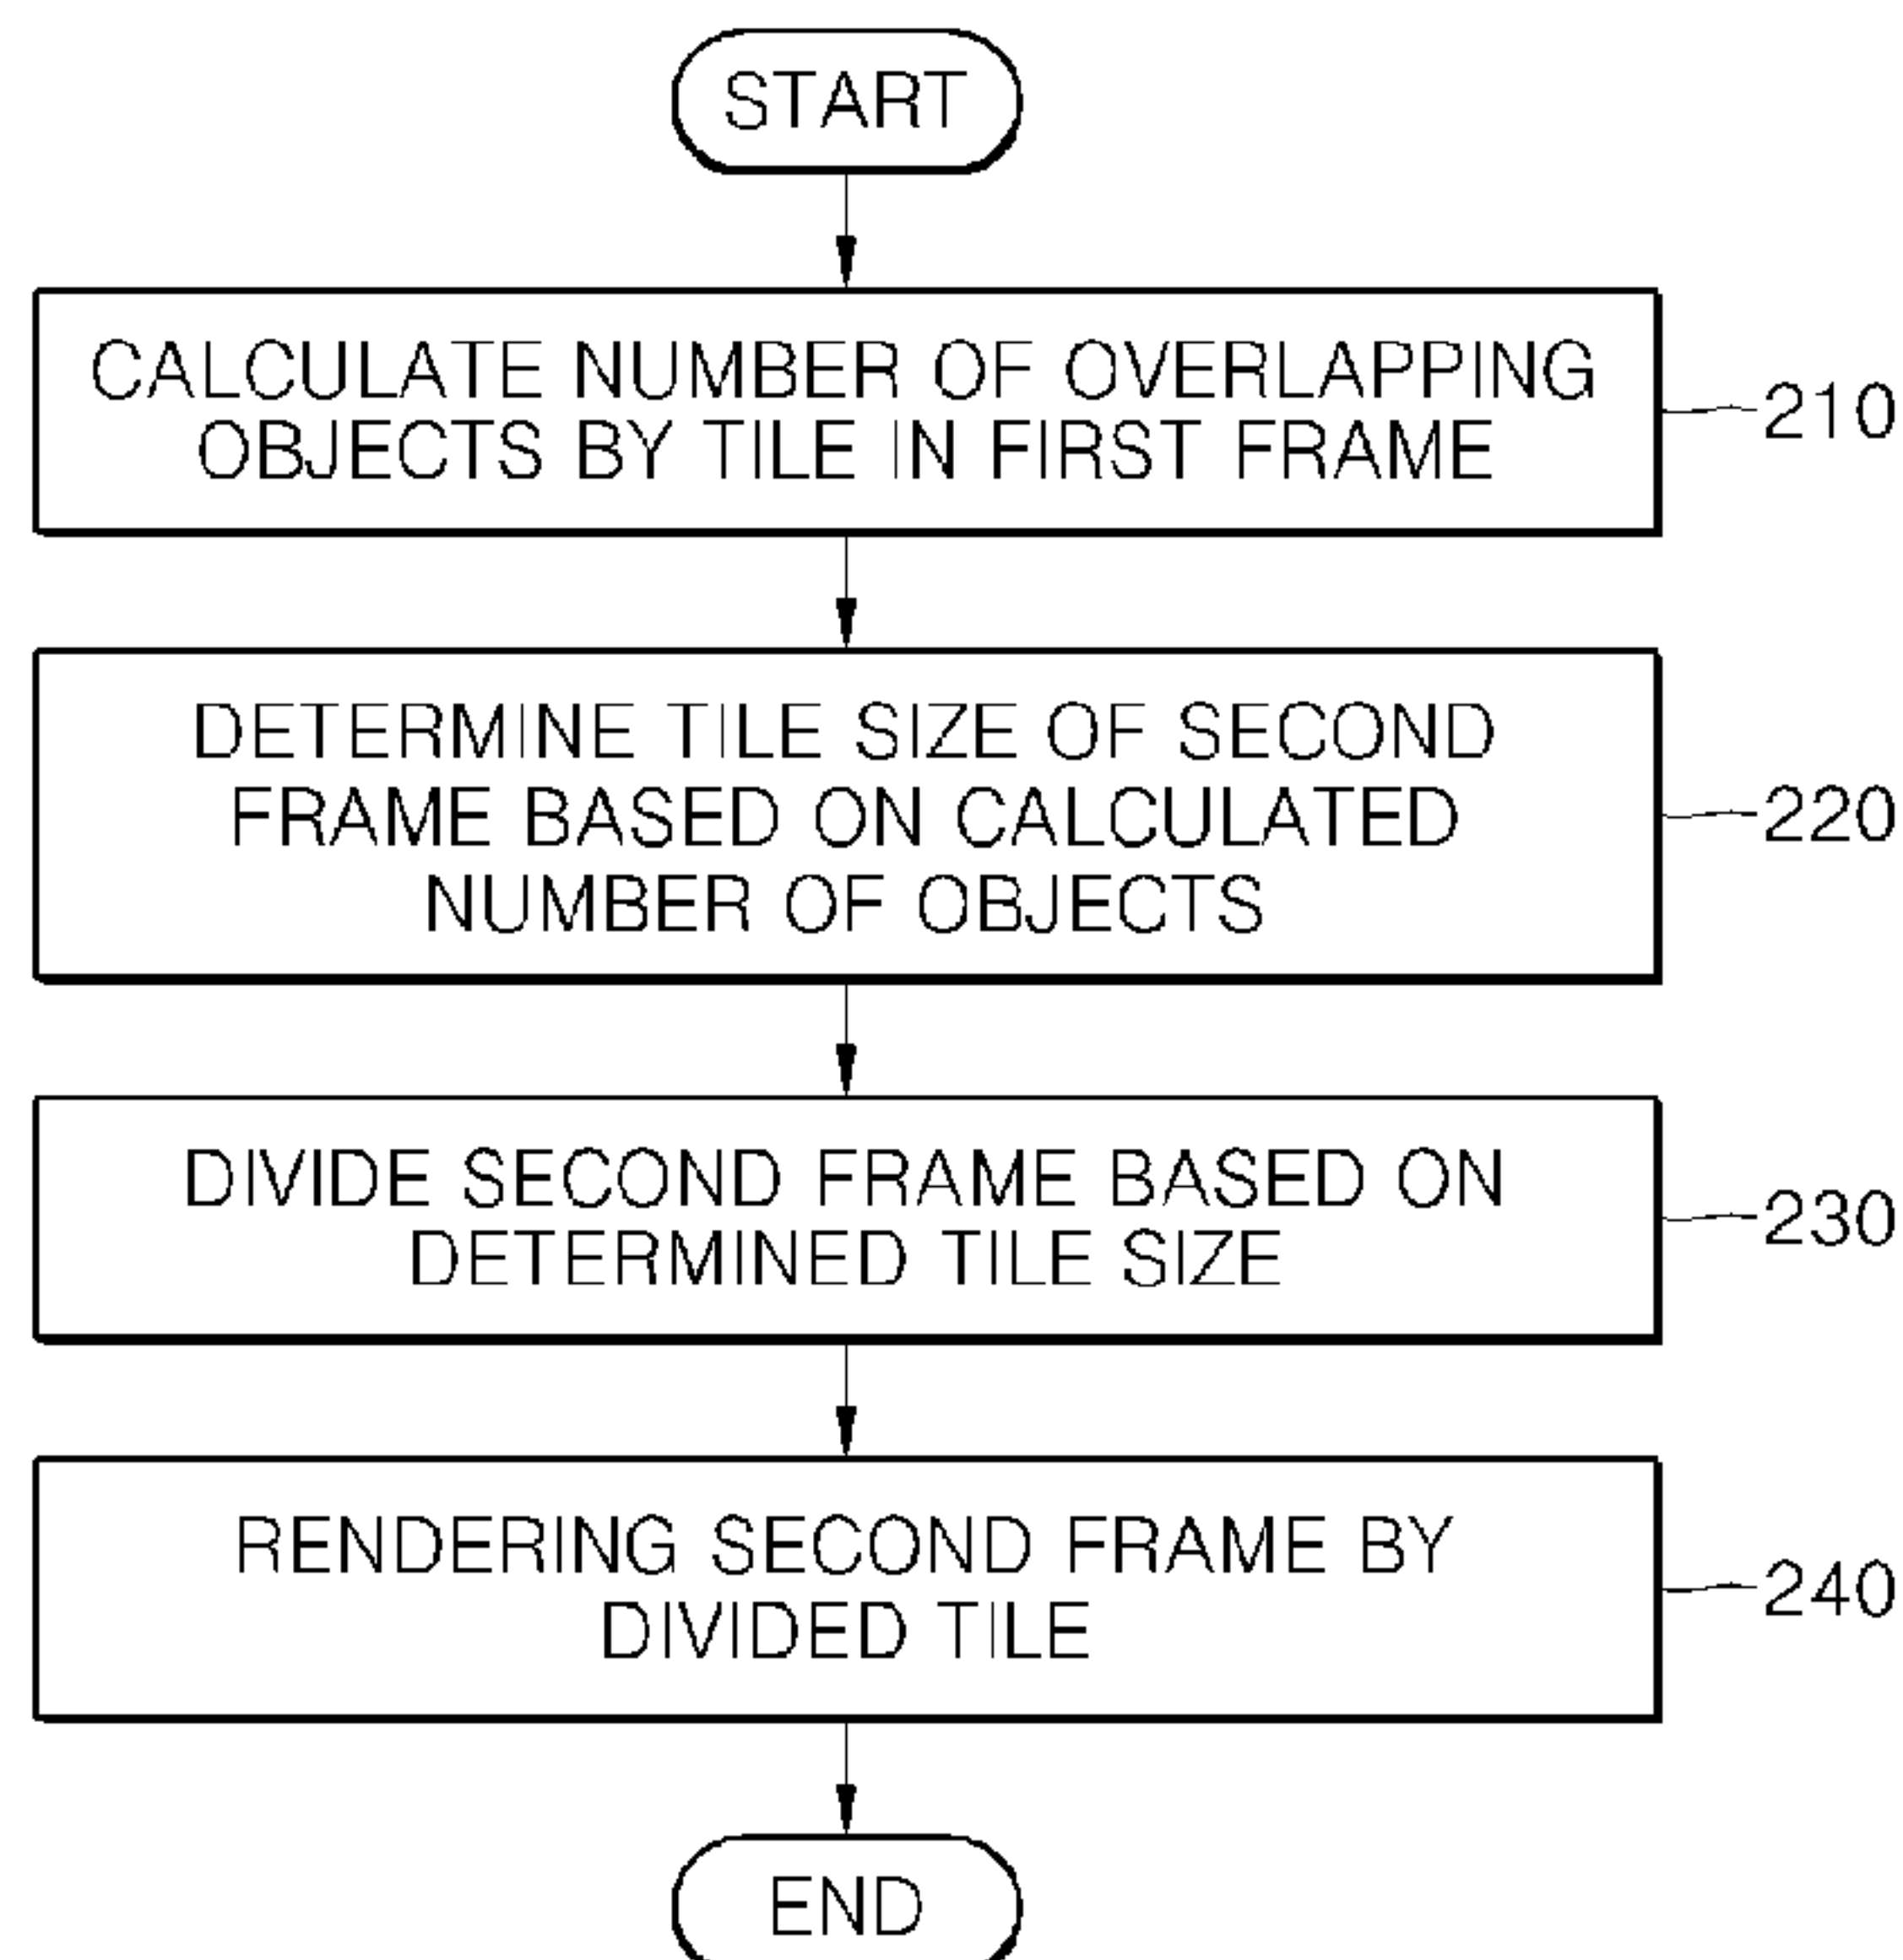 START
CALCULATE NUMBER OF OVERLAPPING
OBJECTS BY TILE IN FIRST FRAME
210
DETERMINE TILE SIZE OF SECOND
FRAME BASED ON CALCULATED
NUMBER OF OBJECTS
220
DIVIDE SECOND FRAME BASED ON
DETERMINED TILE SIZE
230
RENDERING SECOND FRAME BY
DIVIDED TILE
240
END